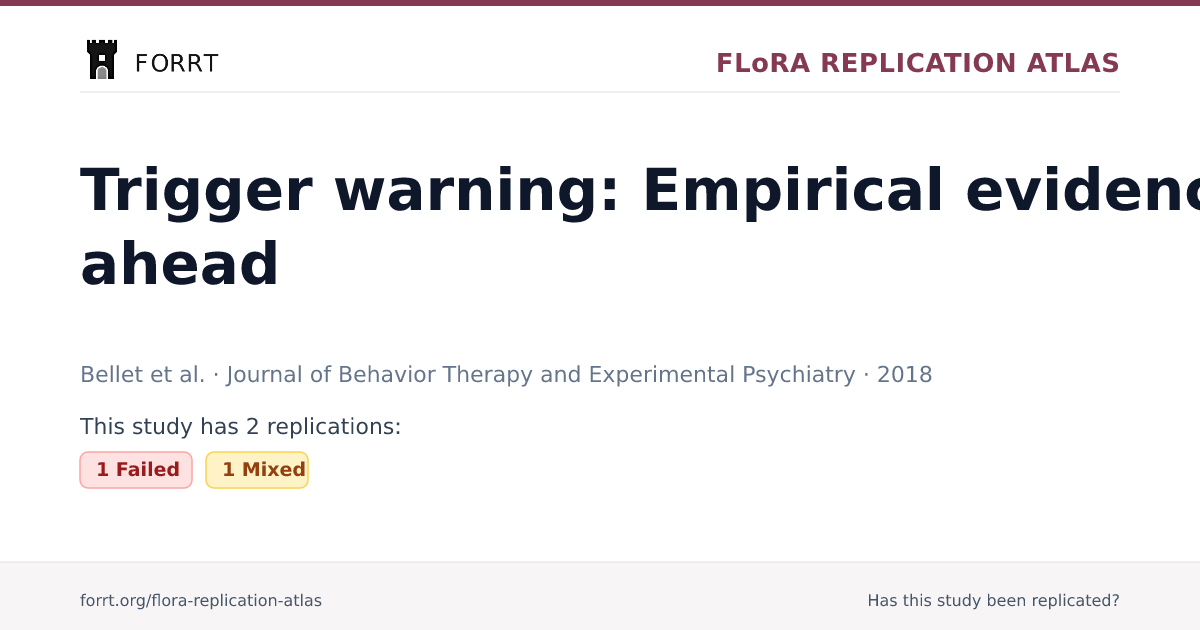 FORRT
FLoRA REPLICATION ATLAS
Trigger warning: Empirical evidenc
ahead
Bellet et al. · Journal of Behavior Therapy and Experimental Psychiatry · 2018
This study has 2 replications:
1 Failed
1 Mixed
forrt.org/flora-replication-atlas
Has this study been replicated?